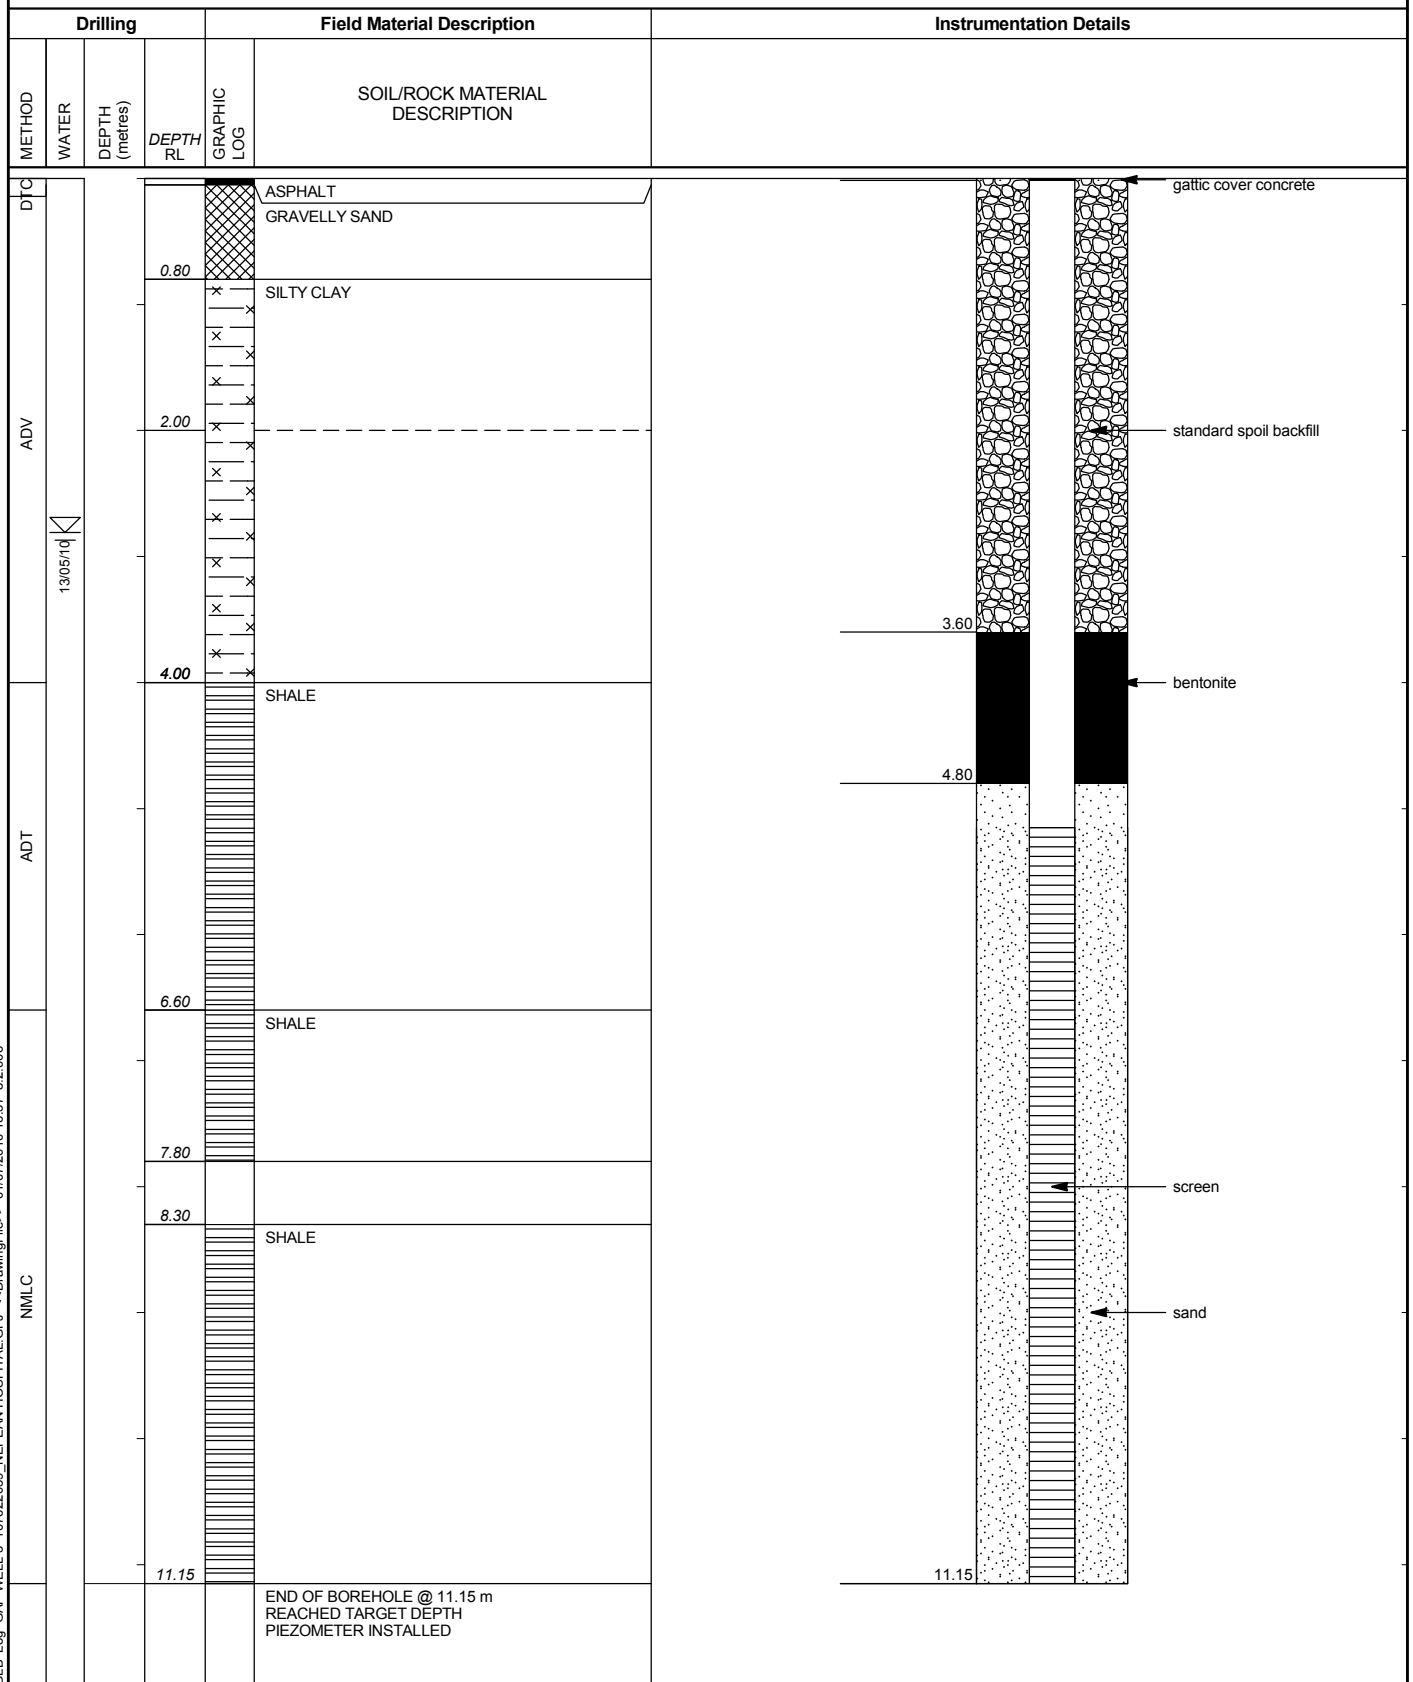 Drilling
Field Material Description
Instrumentation Details
METHOD
WATER
DEPTH
(metres)
DEPTH
RL
GRAPHIC
LOG
SOIL/ROCK MATERIAL
DESCRIPTION
DTC
ASPHALT
gattic cover concrete
GRAVELLY SAND
0.80
SILTY CLAY
ADV
2.00
standard spoil backfill
13/05/10
3.60
4.00
SHALE
bentonite
4.80
ADT
6.60
SHALE
7.80
screen
8.30
SHALE
NMLC
sand
11.15
11.15
END OF BOREHOLE @ 11.15 m
REACHED TARGET DEPTH
PIEZOMETER INSTALLED